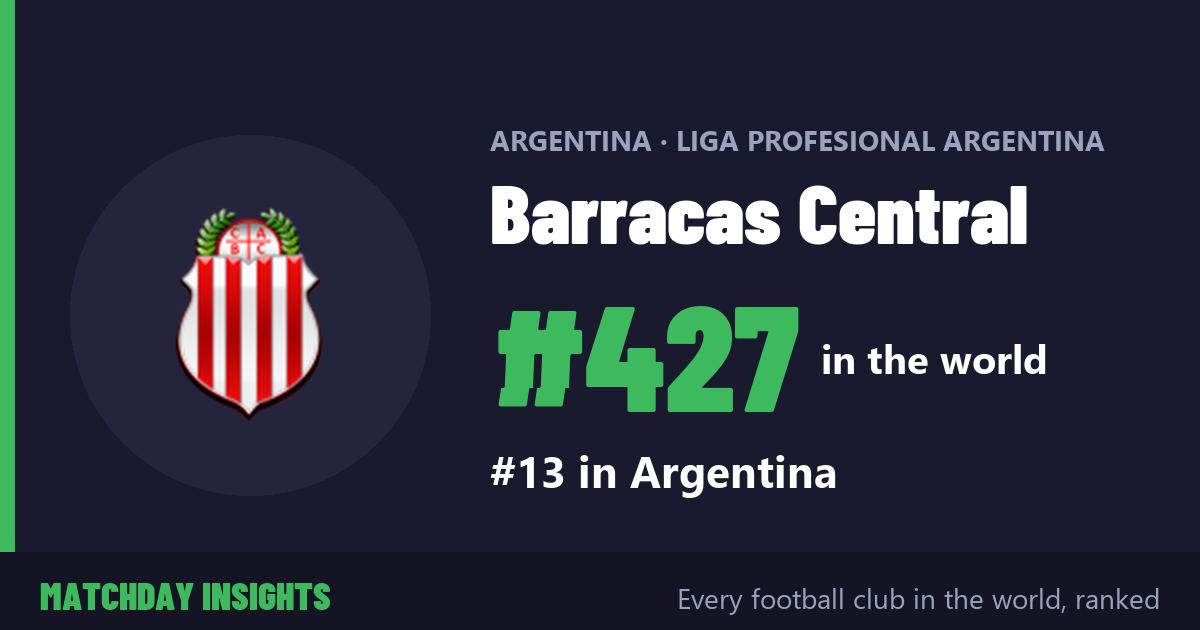 ARGENTINA · LIGA PROFESIONAL ARGENTINA
Barracas Central
#427 in the world
#13 in Argentina
C A
B C
MATCHDAY INSIGHTS
Every football club in the world, ranked